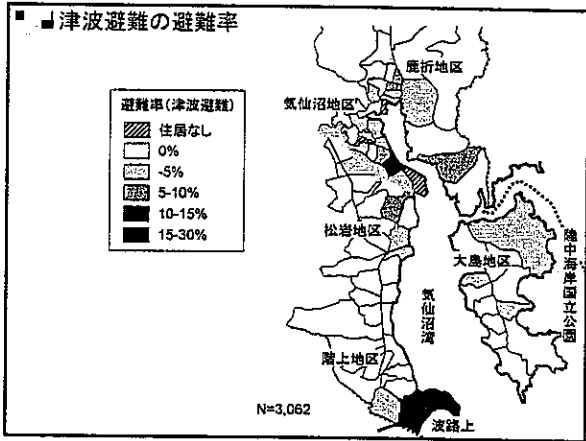 津波避難の避難率
鹿折地区
気仙沼地区
避難率(津波避難)
住居なし
0%
-5%
5-10%
10-15%
15-30%
松岩地区
大島地区
陸中海岸国立公園
気仙沼湾
階上地区
N=3,062
波路上